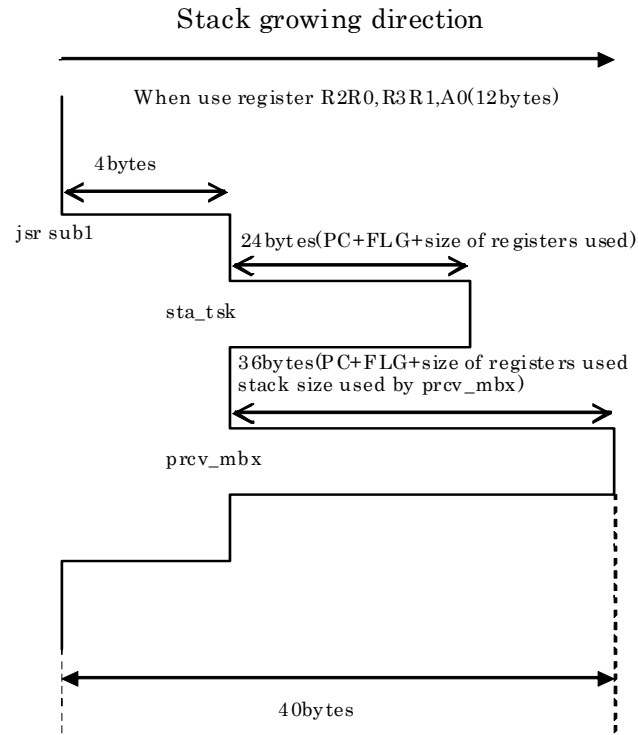 Stack growing direction
When use register R2R0,R3R1,A0(12bytes)
4bytes
jsr sub1
24bytes(PC+FLG+size of registers used)
sta_tsk
36bytes(PC+FLG+size of registers used
stack size used by prcv_mbx)
prcv_mbx
40bytes